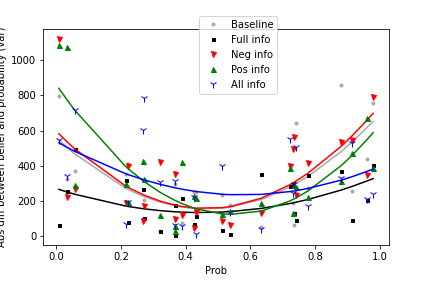 Abs diff between belief and probability (var)
Baseline
Full info
Neg info
Pos info
All info
1000
800
600
400
200
0
0.0 0.2 0.4 0.6 0.8 1.0
Prob